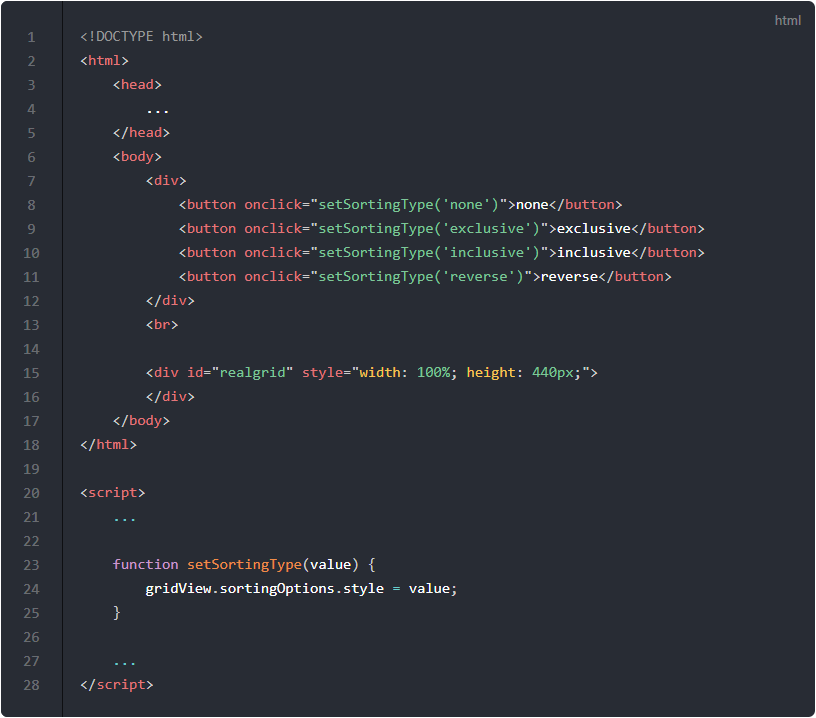 html
1 <!DOCTYPE html>
2 <html>
3     <head>
4         ...
5     </head>
6     <body>
7         <div>
8             <button onclick="setSortingType('none')">none</button>
9             <button onclick="setSortingType('exclusive')">exclusive</button>
10             <button onclick="setSortingType('inclusive')">inclusive</button>
11             <button onclick="setSortingType('reverse')">reverse</button>
12         </div>
13         <br>
14
15         <div id="realgrid" style="width: 100%; height: 440px;">
16         </div>
17     </body>
18 </html>
19
20 <script>
21     ...
22
23     function setSortingType(value) {
24         gridView.sortingOptions.style = value;
25     }
26
27     ...
28 </script>